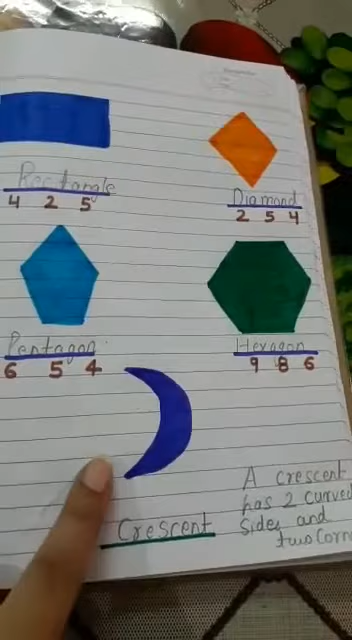 Rectangle
4 2 5
Diamond
2 5 4
Pentagon
6 5 4
Hexagon
9 8 6
Crescent
A crescent
has 2 curved
sides and
two Corn